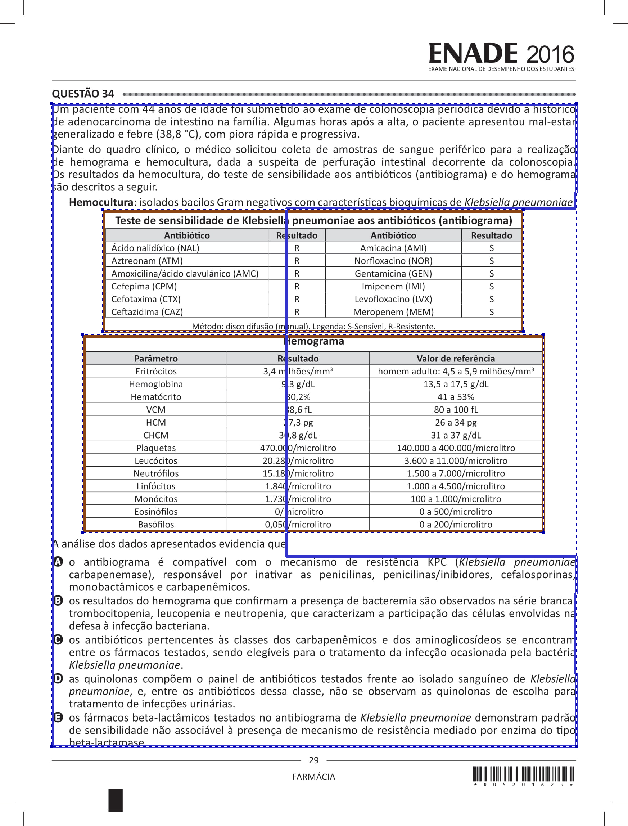 ENADE 2016
EXAME NACIONAL DE DESEMPENHO DOS ESTUDANTES
QUESTÃO 34
Um paciente com 44 anos de idade foi submetido ao exame de colonoscopia periódica devido a histórico
de adenocarcinoma de intestino na família. Algumas horas após a alta, o paciente apresentou mal-estar
generalizado e febre (38,8 °C), com piora rápida e progressiva.
Diante do quadro clínico, o médico solicitou coleta de amostras de sangue periférico para a realização
de hemograma e hemocultura, dada a suspeita de perfuração intestinal decorrente da colonoscopia.
Os resultados da hemocultura, do teste de sensibilidade aos antibióticos (antibiograma) e do hemograma
são descritos a seguir.
Hemocultura: isolados bacilos Gram negativos com características bioquímicas de Klebsiella pneumoniae.
Teste de sensibilidade de Klebsiella pneumoniae aos antibióticos (antibiograma)
Antibiótico Resultado Antibiótico Resultado
Ácido nalidíxico (NAL) R Amicacina (AMI) S
Aztreonam (ATM) R Norfloxacino (NOR) S
Amoxicilina/ácido clavulânico (AMC) R Gentamicina (GEN) S
Cefepima (CPM) R Imipenem (IMI) S
Cefotaxima (CTX) R Levofloxacino (LVX) S
Ceftazidima (CAZ) R Meropenem (MEM) S
Método: disco difusão (manual). Legenda: S-Sensível, R-Resistente.
Hemograma
Parâmetro Resultado Valor de referência
Eritrócitos 3,4 milhões/mm³ homem adulto: 4,5 a 5,9 milhões/mm³
Hemoglobina 9,3 g/dL 13,5 a 17,5 g/dL
Hematócrito 30,2% 41 a 53%
VCM 88,6 fL 80 a 100 fL
HCM 27,3 pg 26 a 34 pg
CHCM 30,8 g/dL 31 a 37 g/dL
Plaquetas 470.000/microlitro 140.000 a 400.000/microlitro
Leucócitos 20.280/microlitro 3.600 a 11.000/microlitro
Neutrófilos 15.180/microlitro 1.500 a 7.000/microlitro
Linfócitos 1.840/microlitro 1.000 a 4.500/microlitro
Monócitos 1.730/microlitro 100 a 1.000/microlitro
Eosinófilos 0/microlitro 0 a 500/microlitro
Basófilos 0,050/microlitro 0 a 200/microlitro
A análise dos dados apresentados evidencia que
A o antibiograma é compatível com o mecanismo de resistência KPC (Klebsiella pneumoniae
carbapenemase), responsável por inativar as penicilinas, penicilinas/inibidores, cefalosporinas,
monobactâmicos e carbapenêmicos.
B os resultados do hemograma que confirmam a presença de bacteremia são observados na série branca:
trombocitopenia, leucopenia e neutropenia, que caracterizam a participação das células envolvidas na
defesa à infecção bacteriana.
C os antibióticos pertencentes às classes dos carbapenêmicos e dos aminoglicosídeos se encontram
entre os fármacos testados, sendo elegíveis para o tratamento da infecção ocasionada pela bactéria
Klebsiella pneumoniae.
D as quinolonas compõem o painel de antibióticos testados frente ao isolado sanguíneo de Klebsiella
pneumoniae, e, entre os antibióticos dessa classe, não se observam as quinolonas de escolha para
tratamento de infecções urinárias.
E os fármacos beta-lactâmicos testados no antibiograma de Klebsiella pneumoniae demonstram padrão
de sensibilidade não associável à presença de mecanismo de resistência mediado por enzima do tipo
beta-lactamase.
29
FARMÁCIA